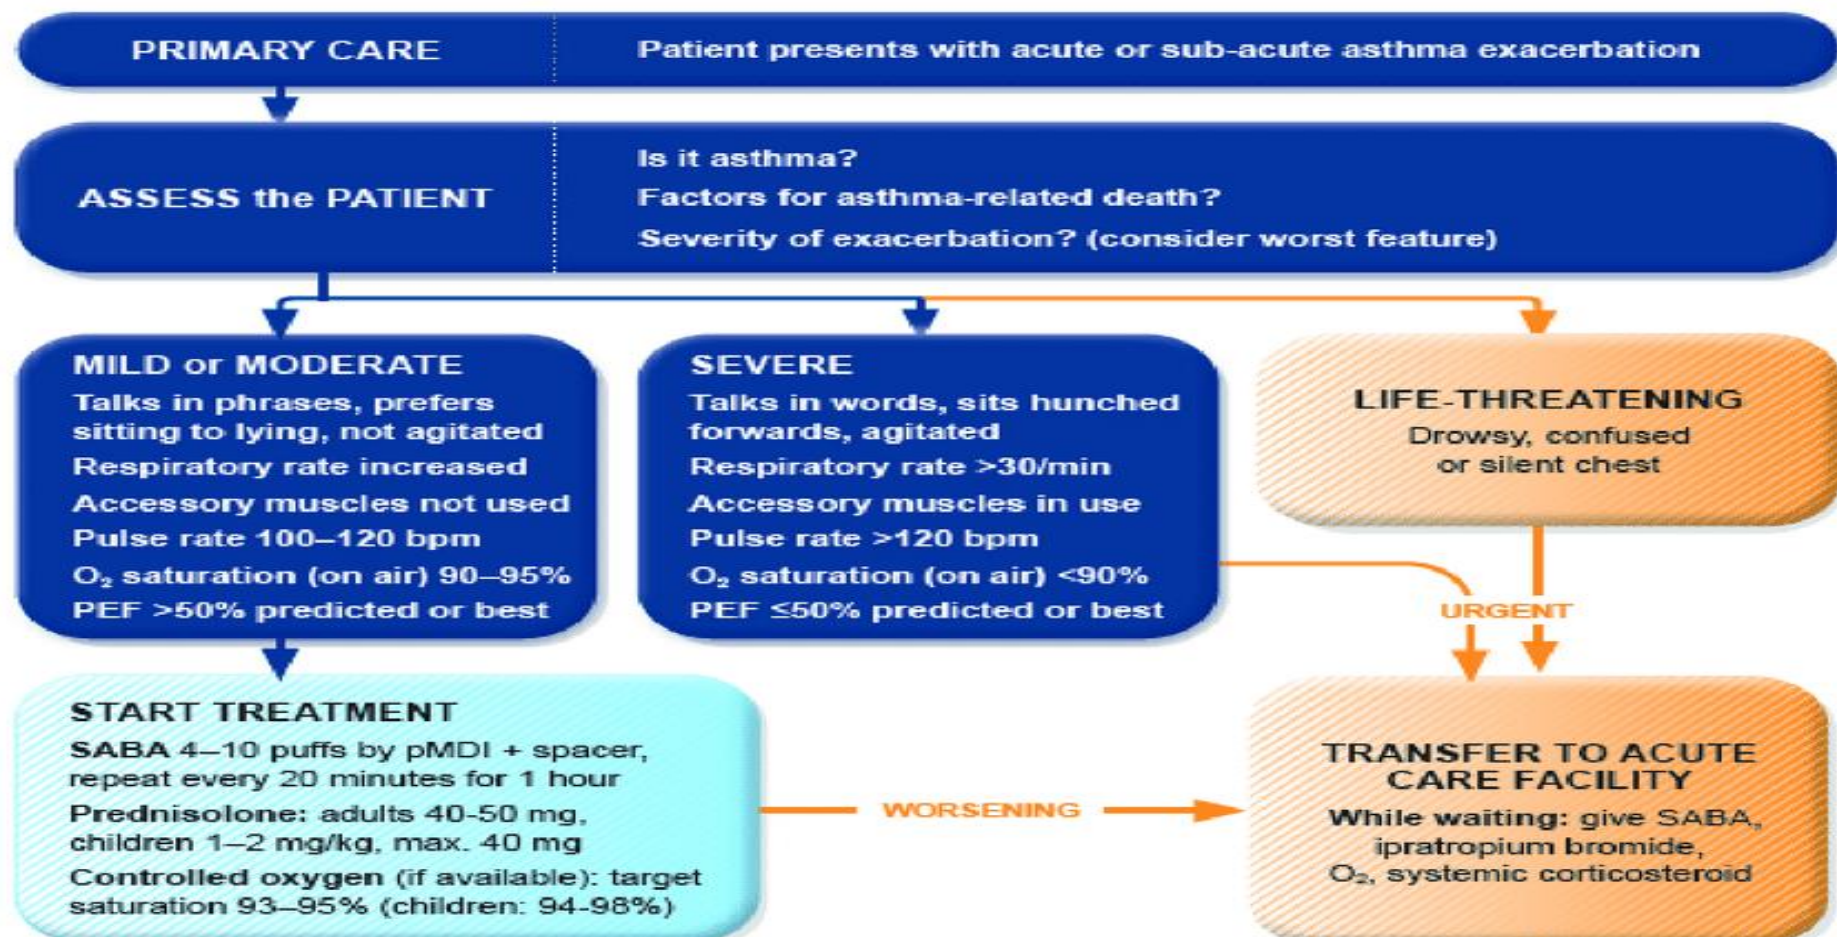 PRIMARY CARE
Patient presents with acute or sub-acute asthma exacerbation
ASSESS the PATIENT
Is it asthma?
Factors for asthma-related death?
Severity of exacerbation? (consider worst feature)
MILD or MODERATE
Talks in phrases, prefers
sitting to lying, not agitated
Respiratory rate increased
Accessory muscles not used
Pulse rate 100–120 bpm
O₂ saturation (on air) 90–95%
PEF >50% predicted or best
SEVERE
Talks in words, sits hunched
forwards, agitated
Respiratory rate >30/min
Accessory muscles in use
Pulse rate >120 bpm
O₂ saturation (on air) <90%
PEF ≤50% predicted or best
LIFE-THREATENING
Drowsy, confused
or silent chest
URGENT
START TREATMENT
SABA 4–10 puffs by pMDI + spacer,
repeat every 20 minutes for 1 hour
Prednisolone: adults 40-50 mg,
children 1–2 mg/kg, max. 40 mg
Controlled oxygen (if available): target
saturation 93–95% (children: 94-98%)
WORSENING
TRANSFER TO ACUTE
CARE FACILITY
While waiting: give SABA,
ipratropium bromide,
O₂, systemic corticosteroid